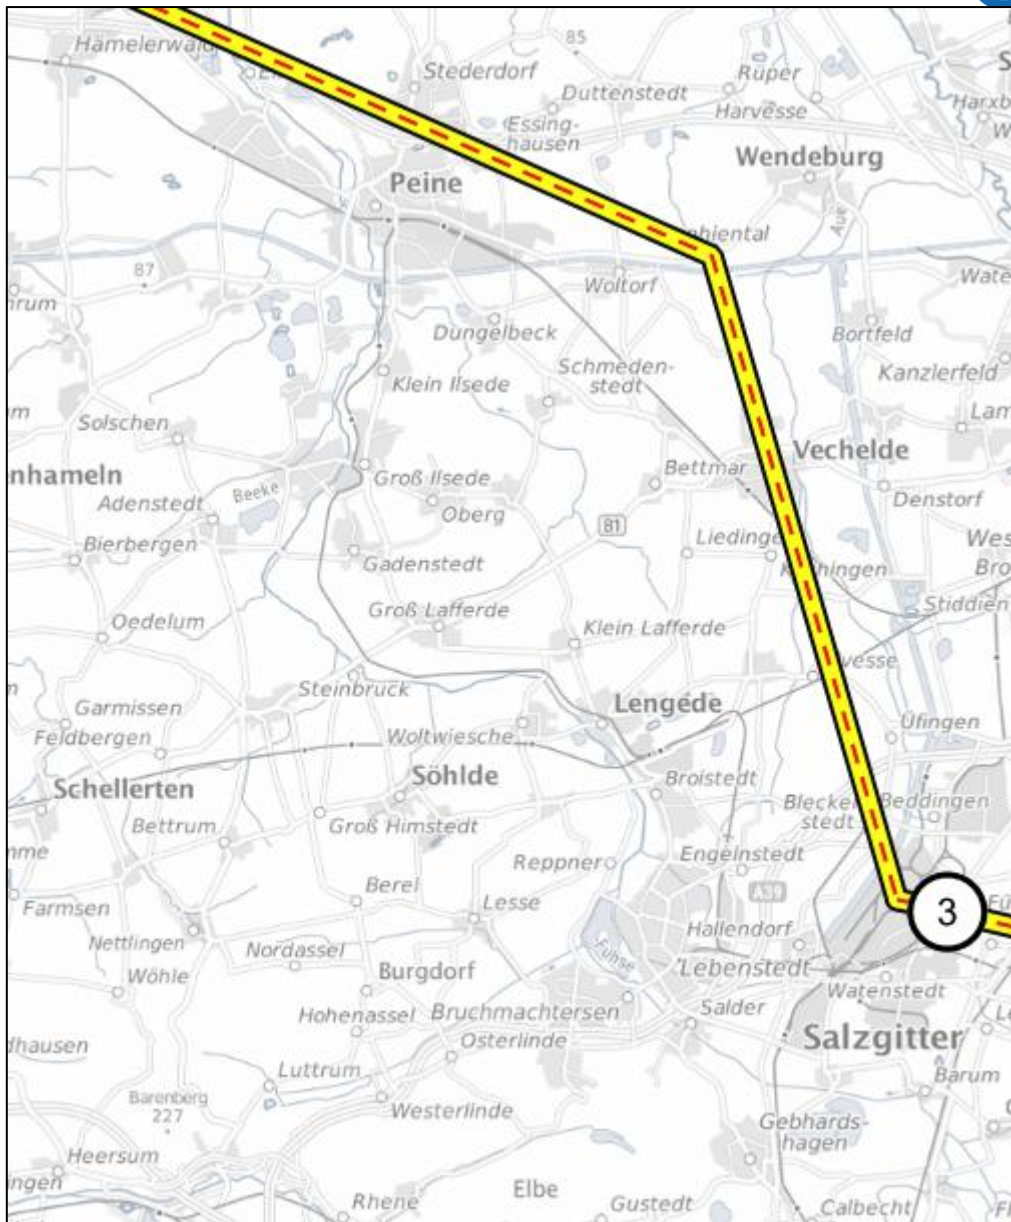 Hämelerwald
85
Stederdorf
Rüper
Duttenstedt
Harvesse
Essing-
hausen
Wendeburg
Peine
Aue
87
Woltorf
Dungelbeck
Bortfeld
Schmeden-
stedt
Klein Ilsede
Kanzlerfeld
Solschen
Vechelde
Groß Ilsede
Bettmar
Beeke
Denstorf
Adenstedt
Oberg
81
Bierbergen
Gadenstedt
Groß Lafferde
Oedelum
Klein Lafferde
Steinbrück
Garmissen
Lengede
Üfingen
Feldbergen
Woltwiesche
Söhlde
Broistedt
Schellerten
Beddingen
Bettrum
Groß Himstedt
stedt
Reppner
Engelnstedt
Berel
A39
Farmsen
Lesse
3
Hallendorf
Nettlingen
Nordassel
Fuhse
Lebenstedt
Wöhle
Burgdorf
Watenstedt
Hohenassel
Bruchmachtersen
Salder
Salzgitter
Osterlinde
Luttrum
Barum
Barenberg
227
Westerlinde
Gebhards-
hagen
Heersum
Elbe
Rhene
Gustedt
Calbecht